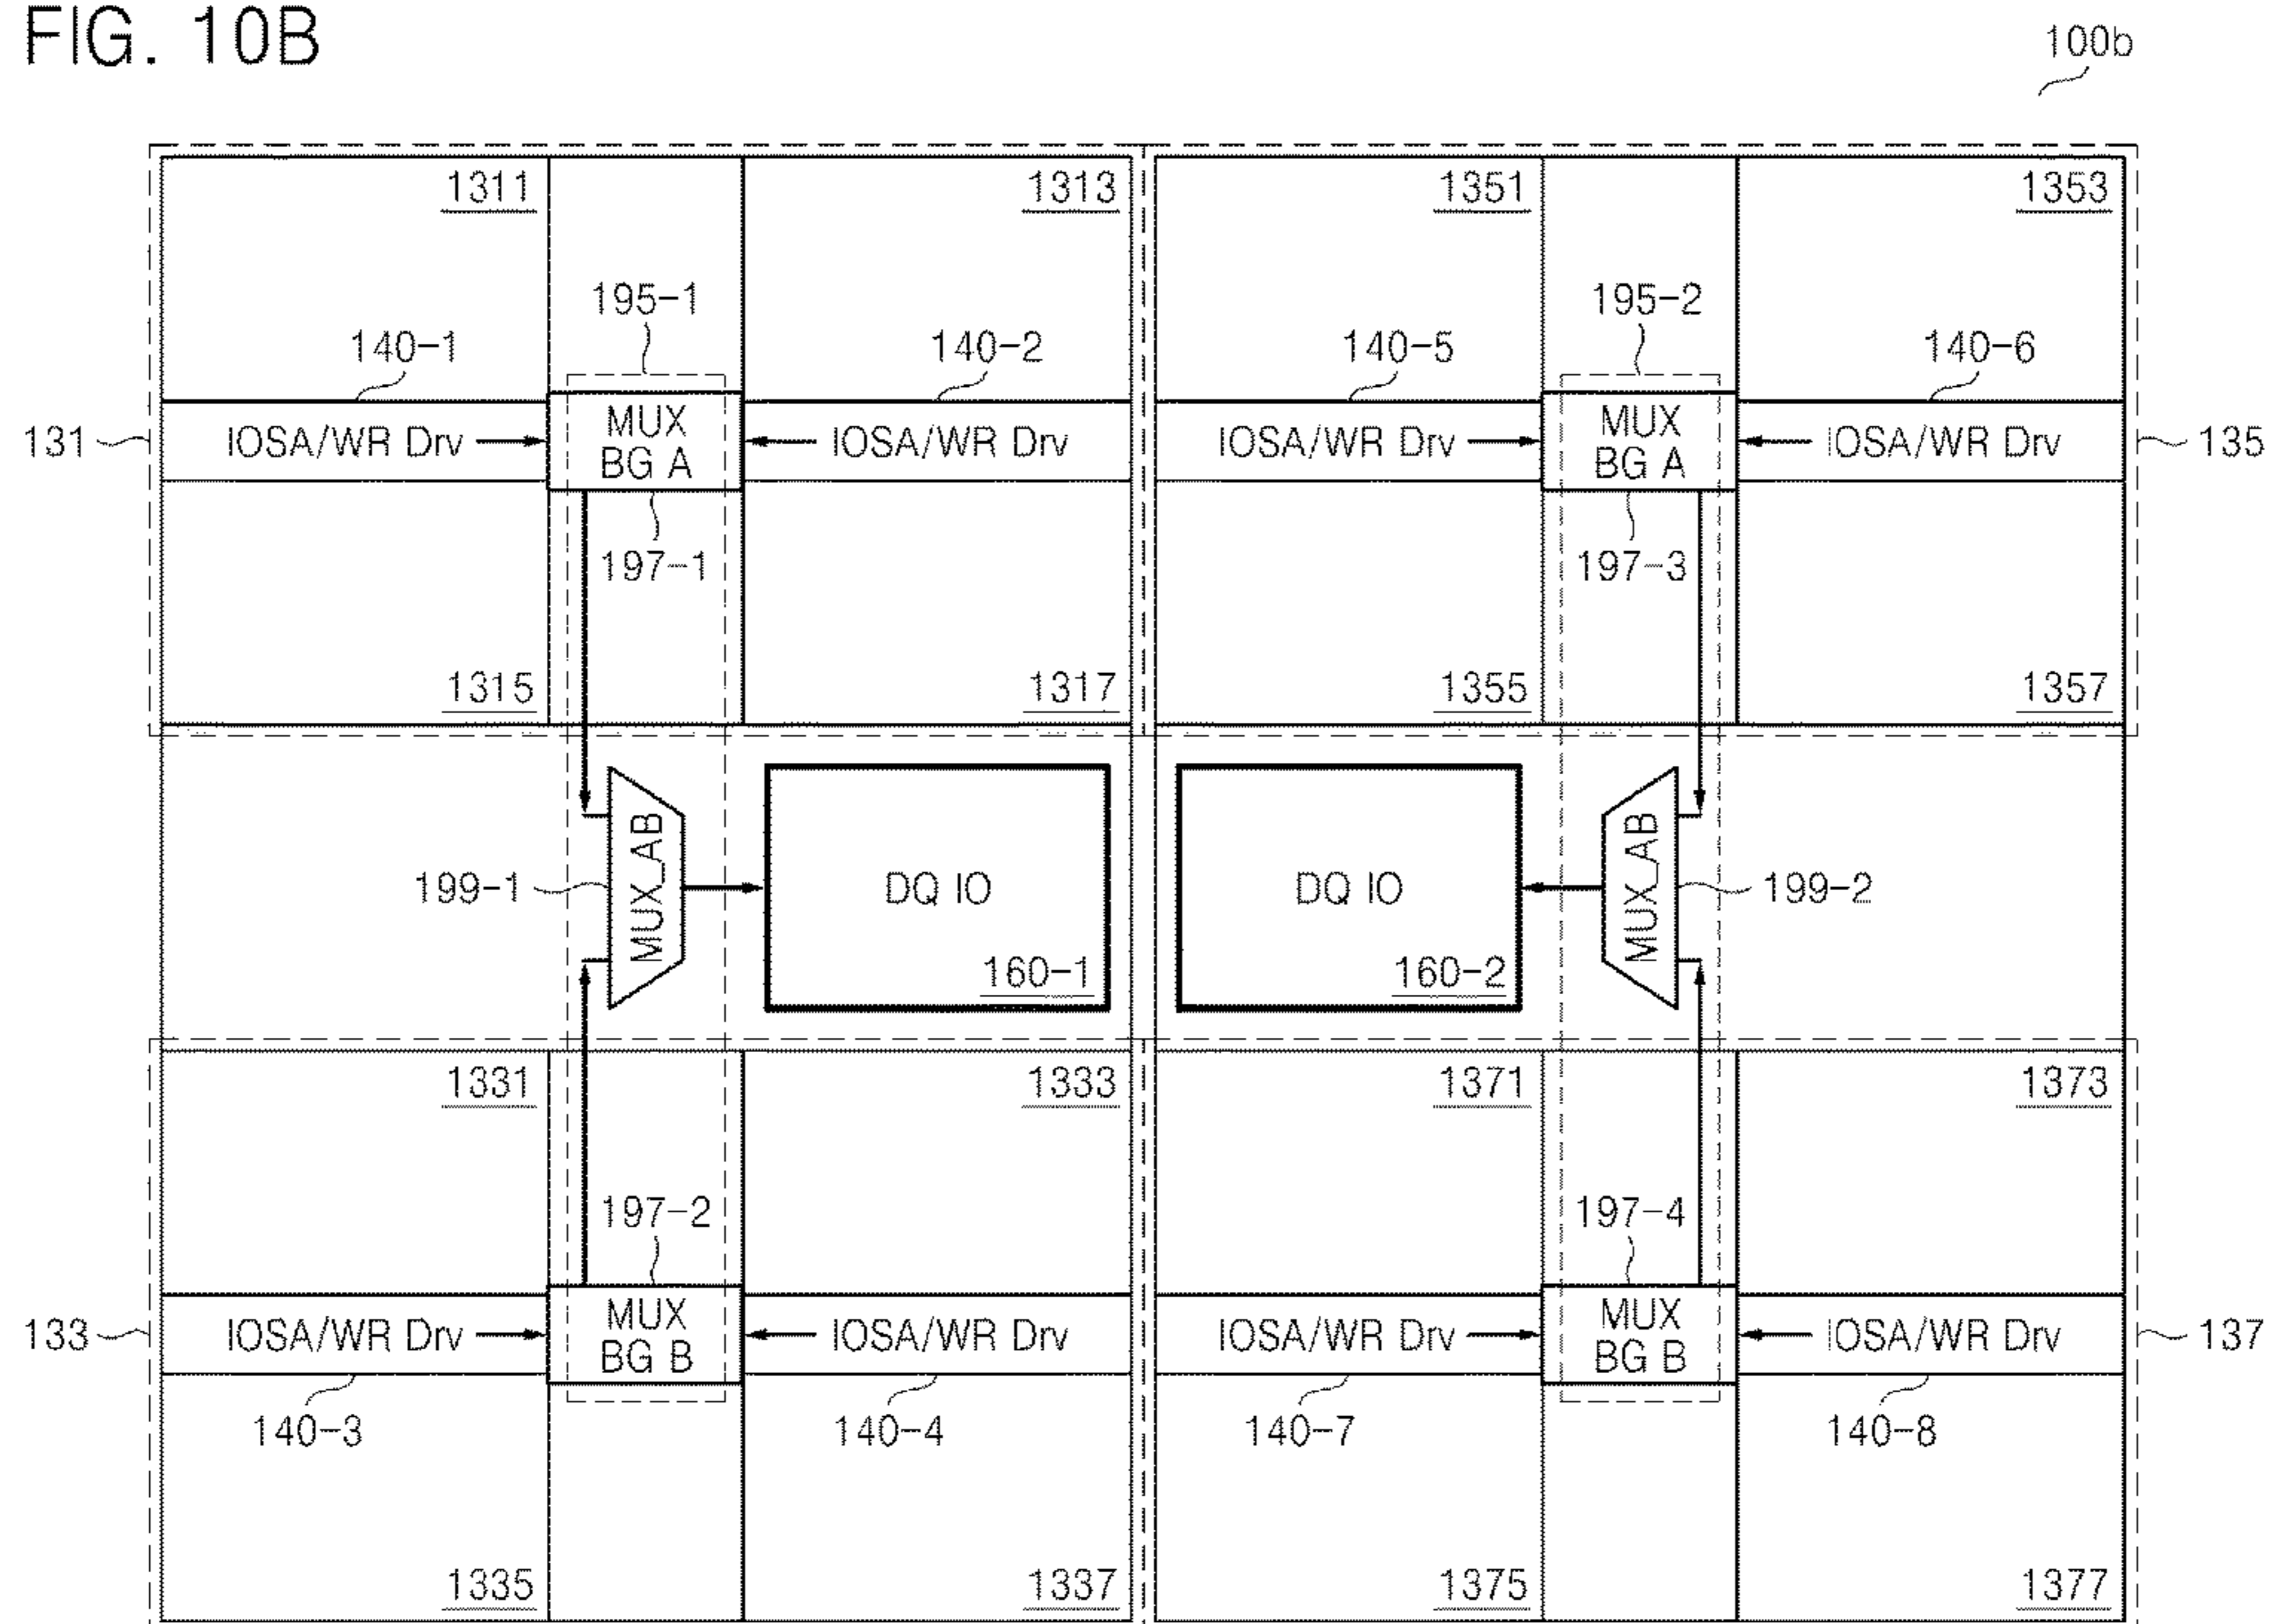 FIG. 10B
100b
1311
1313
1351
1353
195-1
195-2
140-1
140-2
140-5
140-6
131
IOSA/WR Drv
MUX
BG A
IOSA/WR Drv
IOSA/WR Drv
MUX
BG A
IOSA/WR Drv
135
197-1
197-3
1315
1317
1355
1357
199-1
MUX_AB
DQ IO
160-1
DQ IO
160-2
MUX_AB
199-2
1331
1333
1371
1373
197-2
197-4
133
IOSA/WR Drv
MUX
BG B
IOSA/WR Drv
IOSA/WR Drv
MUX
BG B
IOSA/WR Drv
137
140-3
140-4
140-7
140-8
1335
1337
1375
1377